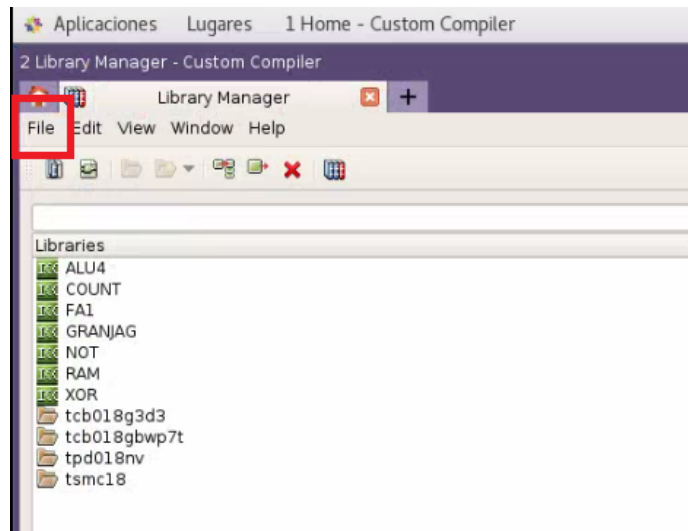 Aplicaciones Lugares 1 Home - Custom Compiler
2 Library Manager - Custom Compiler
Library Manager
File Edit View Window Help
Libraries
ALU4
COUNT
FA1
GRANJAG
NOT
RAM
XOR
tcb018g3d3
tcb018gbwp7t
tpd018nv
tsmc18